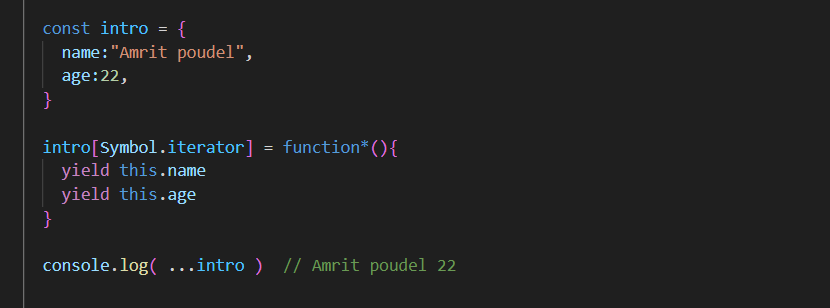 const intro = {
  name:"Amrit poudel",
  age:22,
}

intro[Symbol.iterator] = function*(){
  yield this.name
  yield this.age
}

console.log( ...intro )  // Amrit poudel 22